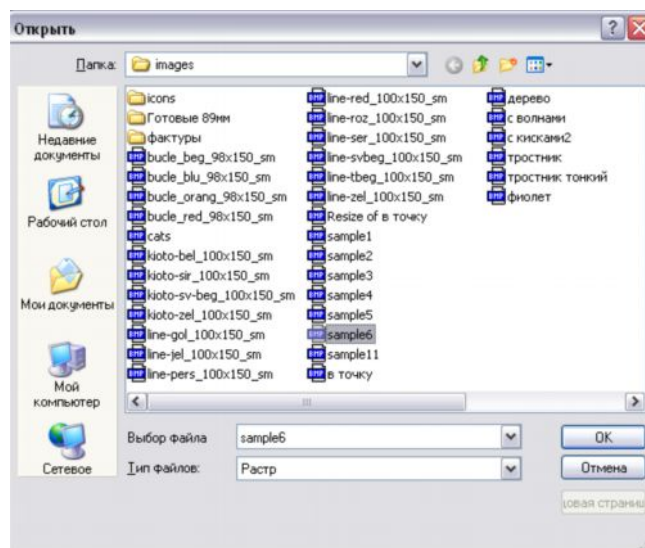 Открыть
Папка:
images
Недавние документы
Рабочий стол
Мои документы
Мой компьютер
Сетевое
icons
Готовые 89мм
фактуры
bucle_beg_98x150_sm
bucle_blu_98x150_sm
bucle_orang_98x150_sm
bucle_red_98x150_sm
cats
kioto-bel_100x150_sm
kioto-sir_100x150_sm
kioto-sv-beg_100x150_sm
kioto-zel_100x150_sm
line-gol_100x150_sm
line-jel_100x150_sm
line-pers_100x150_sm
line-red_100x150_sm
line-roz_100x150_sm
line-ser_100x150_sm
line-svbeg_100x150_sm
line-tbeg_100x150_sm
line-zel_100x150_sm
Resize of в точку
sample1
sample2
sample3
sample4
sample5
sample6
sample11
в точку
дерево
с волнами
с кисками2
тростник
тростник тонкий
фиолет
Выбор файла
sample6
OK
Тип файлов:
Растр
Отмена
довая страниц